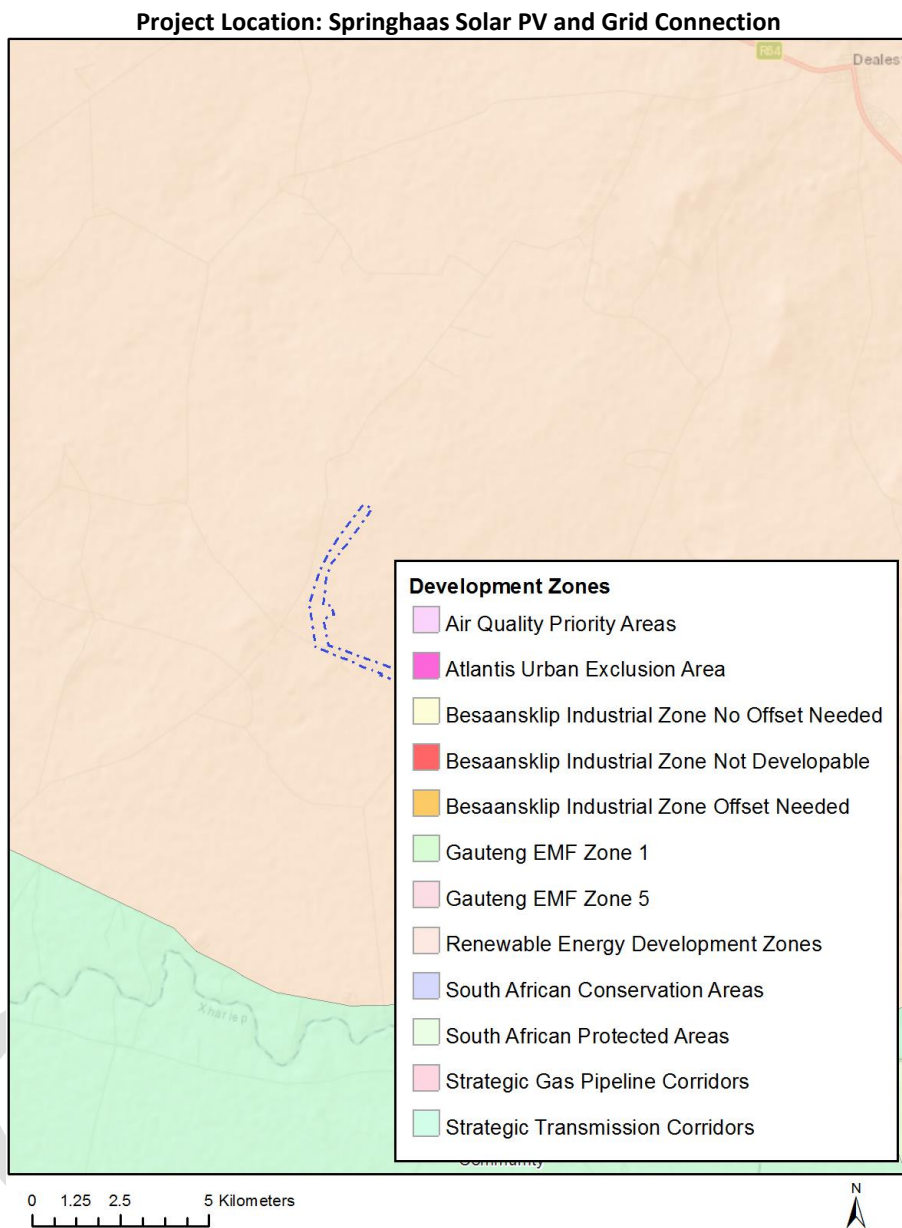 Project Location: Springhaas Solar PV and Grid Connection
R64
Deales
Development Zones
Air Quality Priority Areas
Atlantis Urban Exclusion Area
Besaansklip Industrial Zone No Offset Needed
Besaansklip Industrial Zone Not Developable
Besaansklip Industrial Zone Offset Needed
Gauteng EMF Zone 1
Gauteng EMF Zone 5
Renewable Energy Development Zones
South African Conservation Areas
South African Protected Areas
Strategic Gas Pipeline Corridors
Strategic Transmission Corridors
Xhariep
Community
0 1.25 2.5 5 Kilometers
N